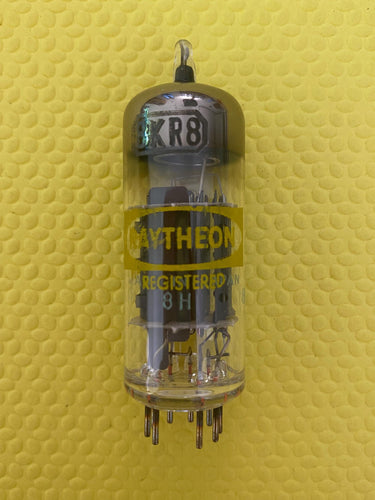 KR8
AYTHEON
REGISTERED
8H